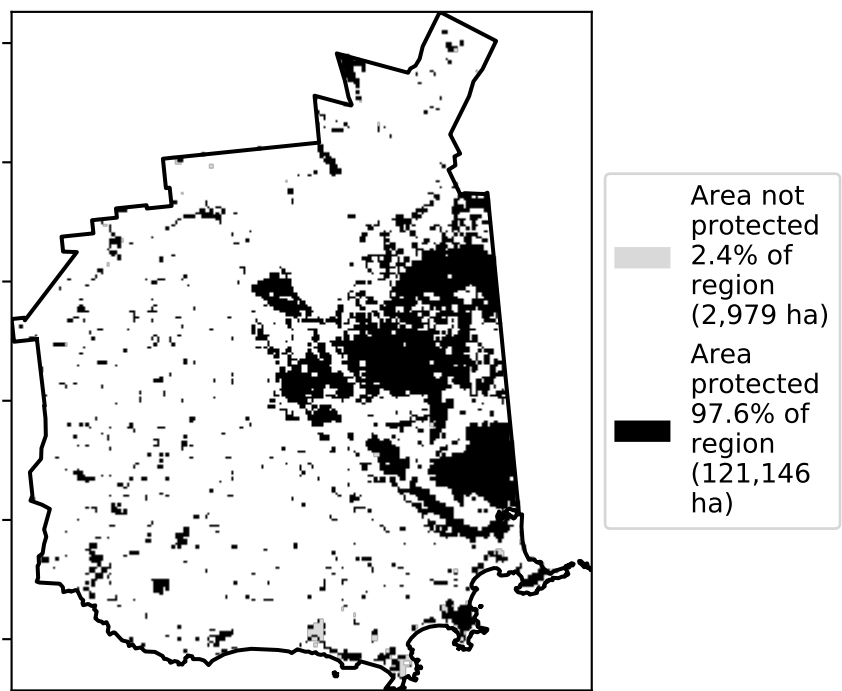 Area not
protected
2.4% of
region
(2,979 ha)
Area
protected
97.6% of
region
(121,146
ha)